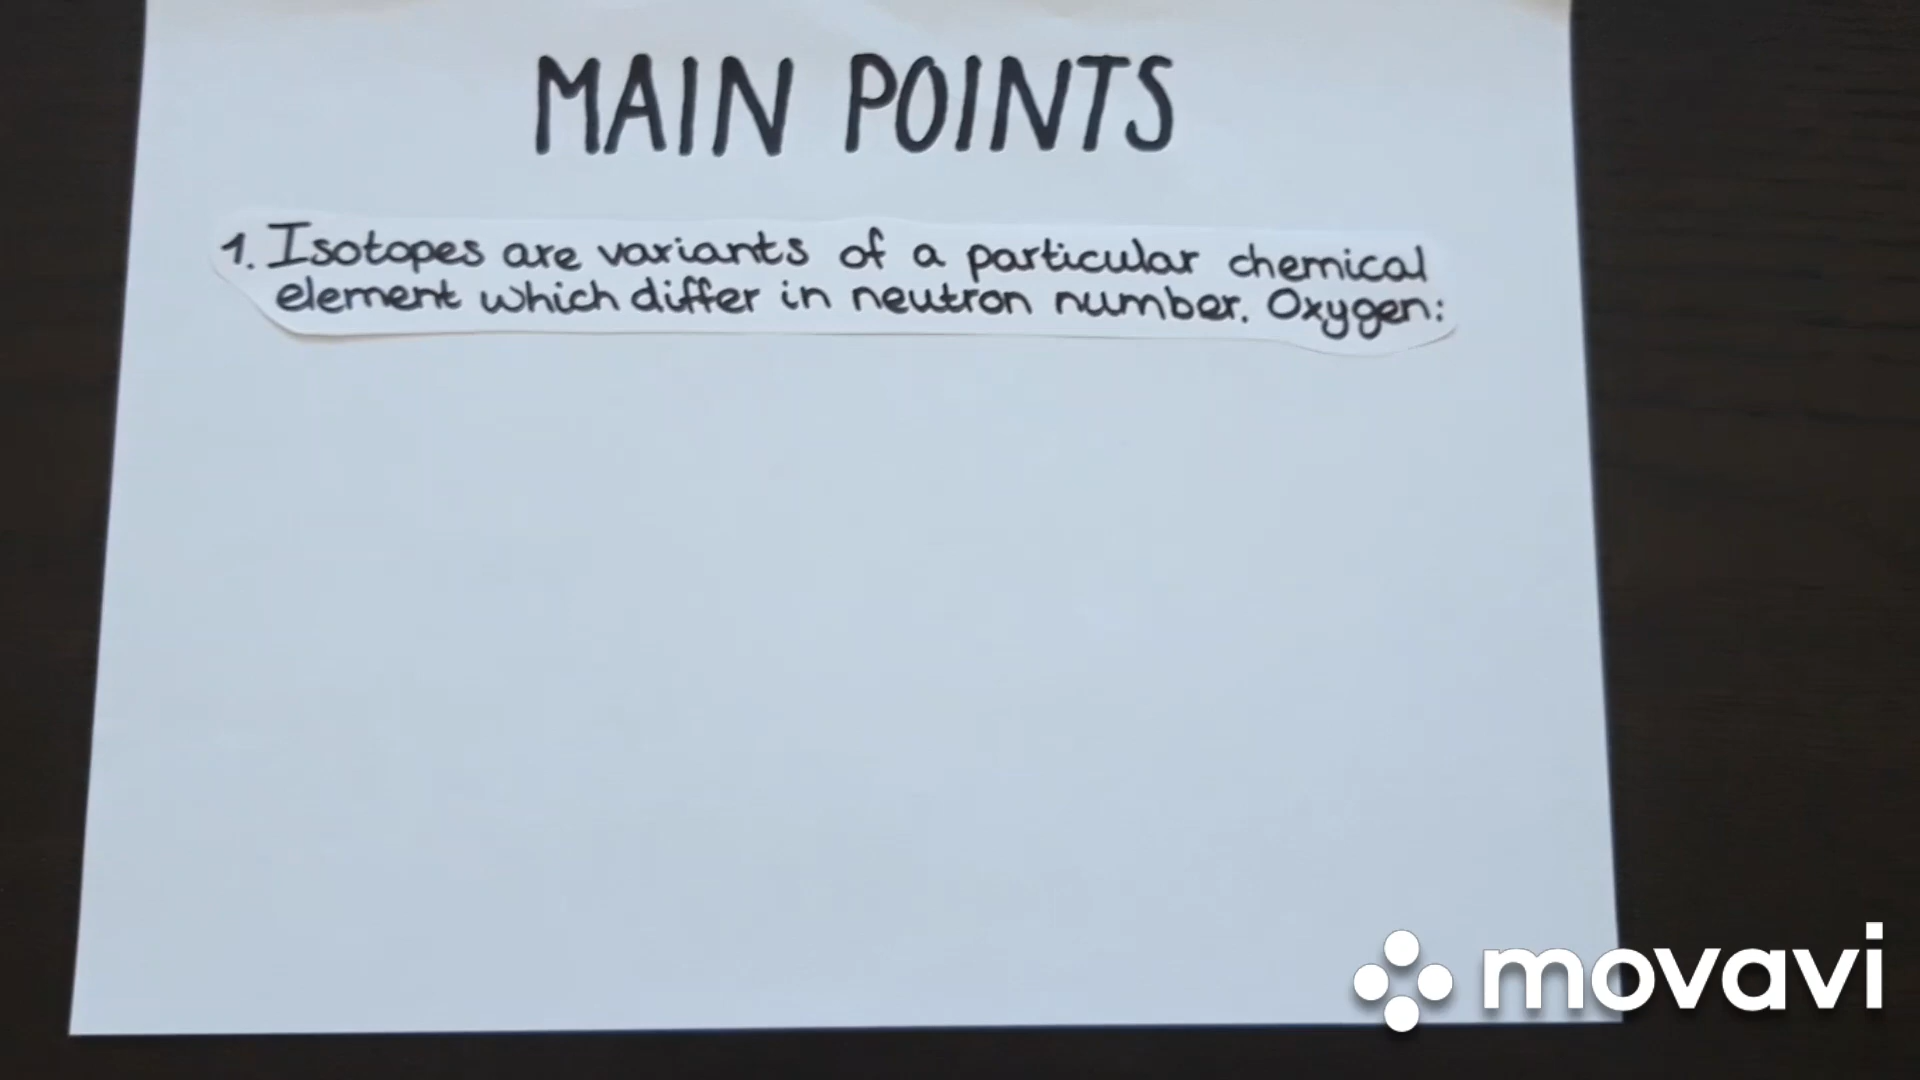 MAIN POINTS
1. Isotopes are variants of a particular chemical
element which differ in neutron number. Oxygen:
movavi